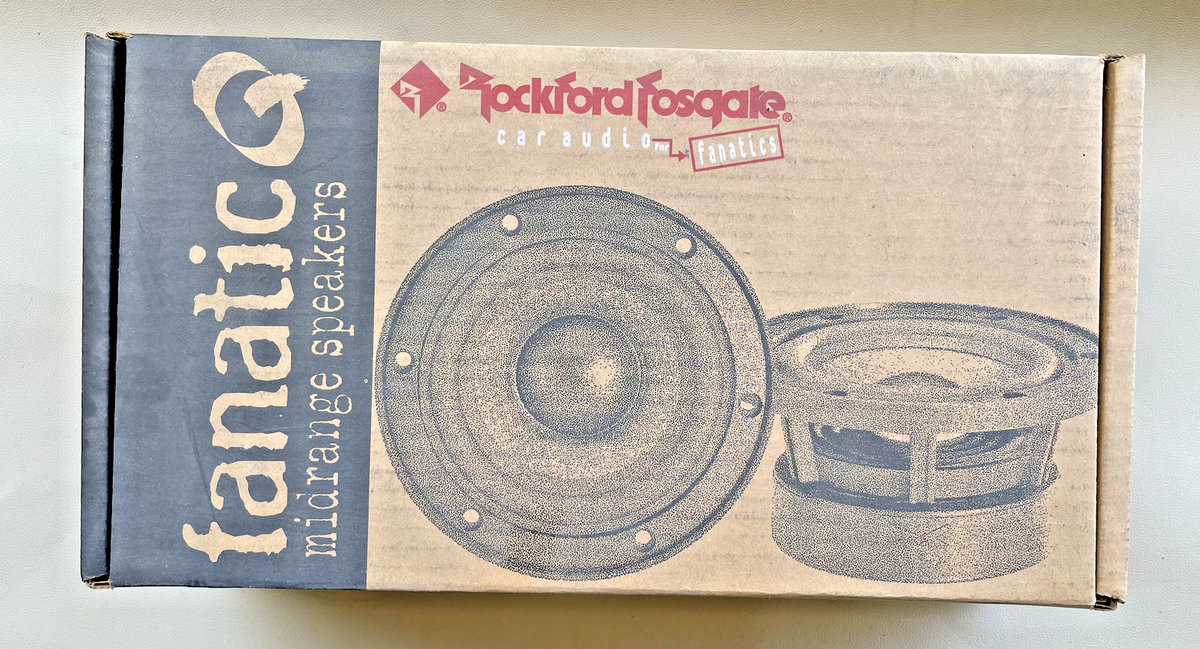 fanatic Q
midrange speakers
Rockford Fosgate®
car audio for fanatics